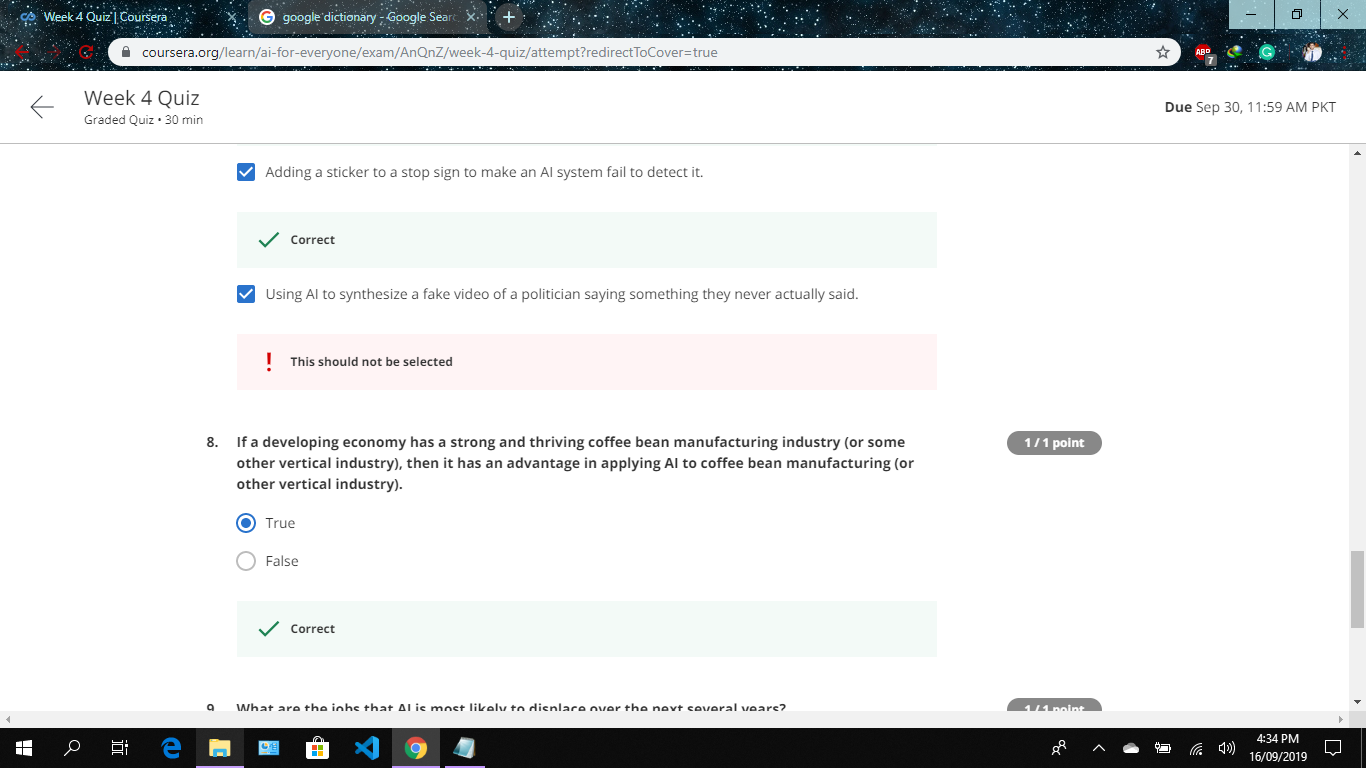 Week 4 Quiz | Coursera
google dictionary - Google Sear
coursera.org/learn/ai-for-everyone/exam/AnQnZ/week-4-quiz/attempt?redirectToCover=true
ABP
7
G
Week 4 Quiz
Graded Quiz • 30 min
Due Sep 30, 11:59 AM PKT
Adding a sticker to a stop sign to make an AI system fail to detect it.
Correct
Using AI to synthesize a fake video of a politician saying something they never actually said.
! This should not be selected
8. If a developing economy has a strong and thriving coffee bean manufacturing industry (or some
other vertical industry), then it has an advantage in applying AI to coffee bean manufacturing (or
other vertical industry).
1 / 1 point
True
False
Correct
9. What are the jobs that AI is most likely to displace over the next several years?
1 / 1 point
4:34 PM
16/09/2019